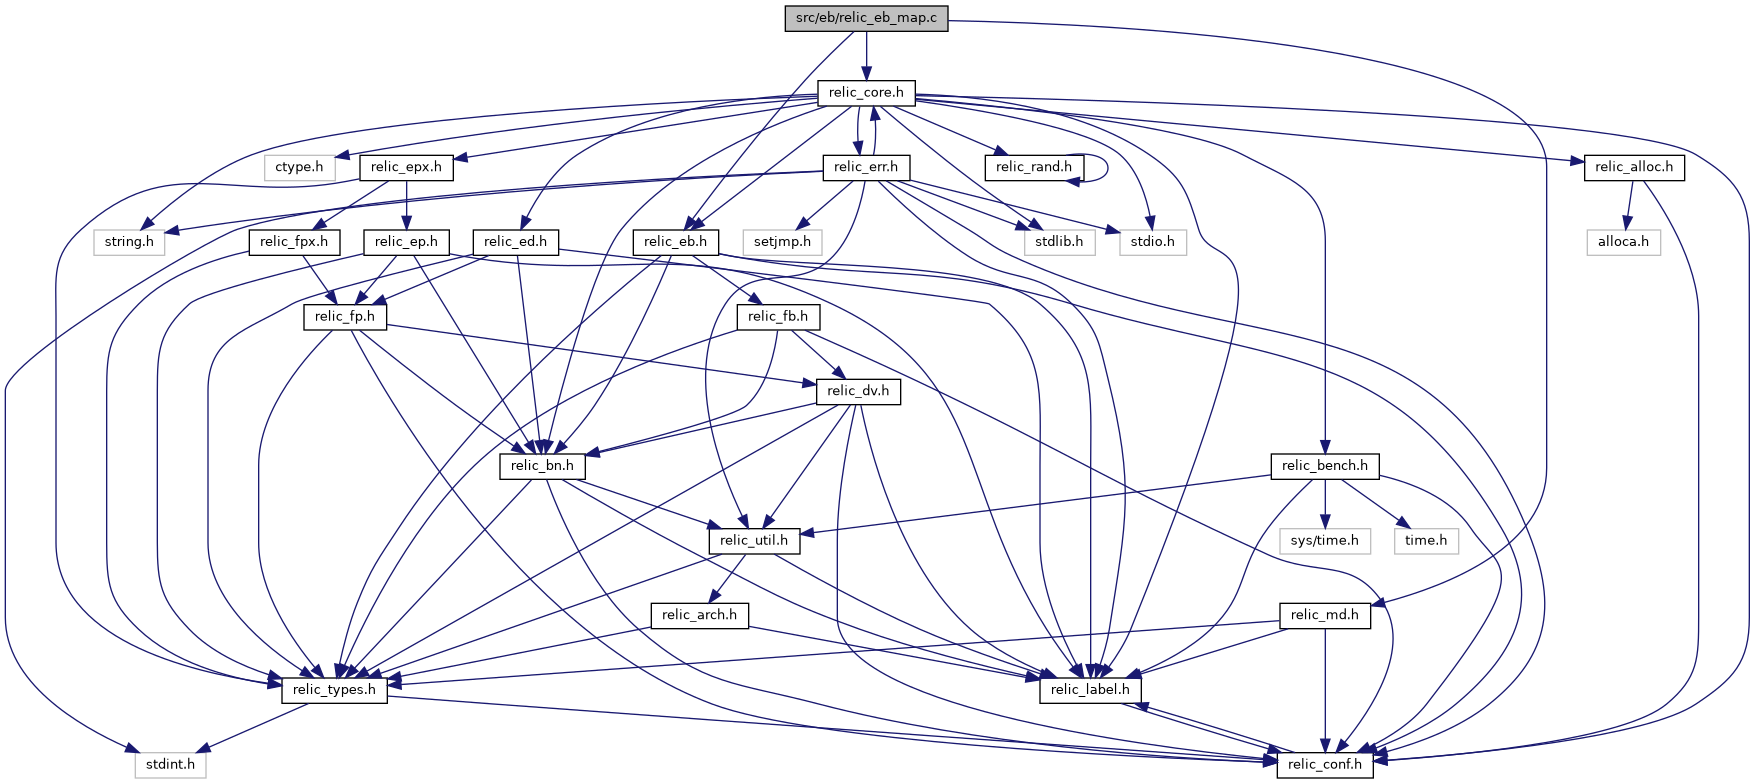 src/eb/relic_eb_map.c
relic_core.h
ctype.h
relic_epx.h
relic_err.h
relic_rand.h
relic_alloc.h
string.h
relic_fpx.h
relic_ep.h
relic_ed.h
relic_eb.h
setjmp.h
stdlib.h
stdio.h
alloca.h
relic_fp.h
relic_fb.h
relic_dv.h
relic_bn.h
relic_bench.h
relic_util.h
sys/time.h
time.h
relic_arch.h
relic_md.h
relic_types.h
relic_label.h
stdint.h
relic_conf.h